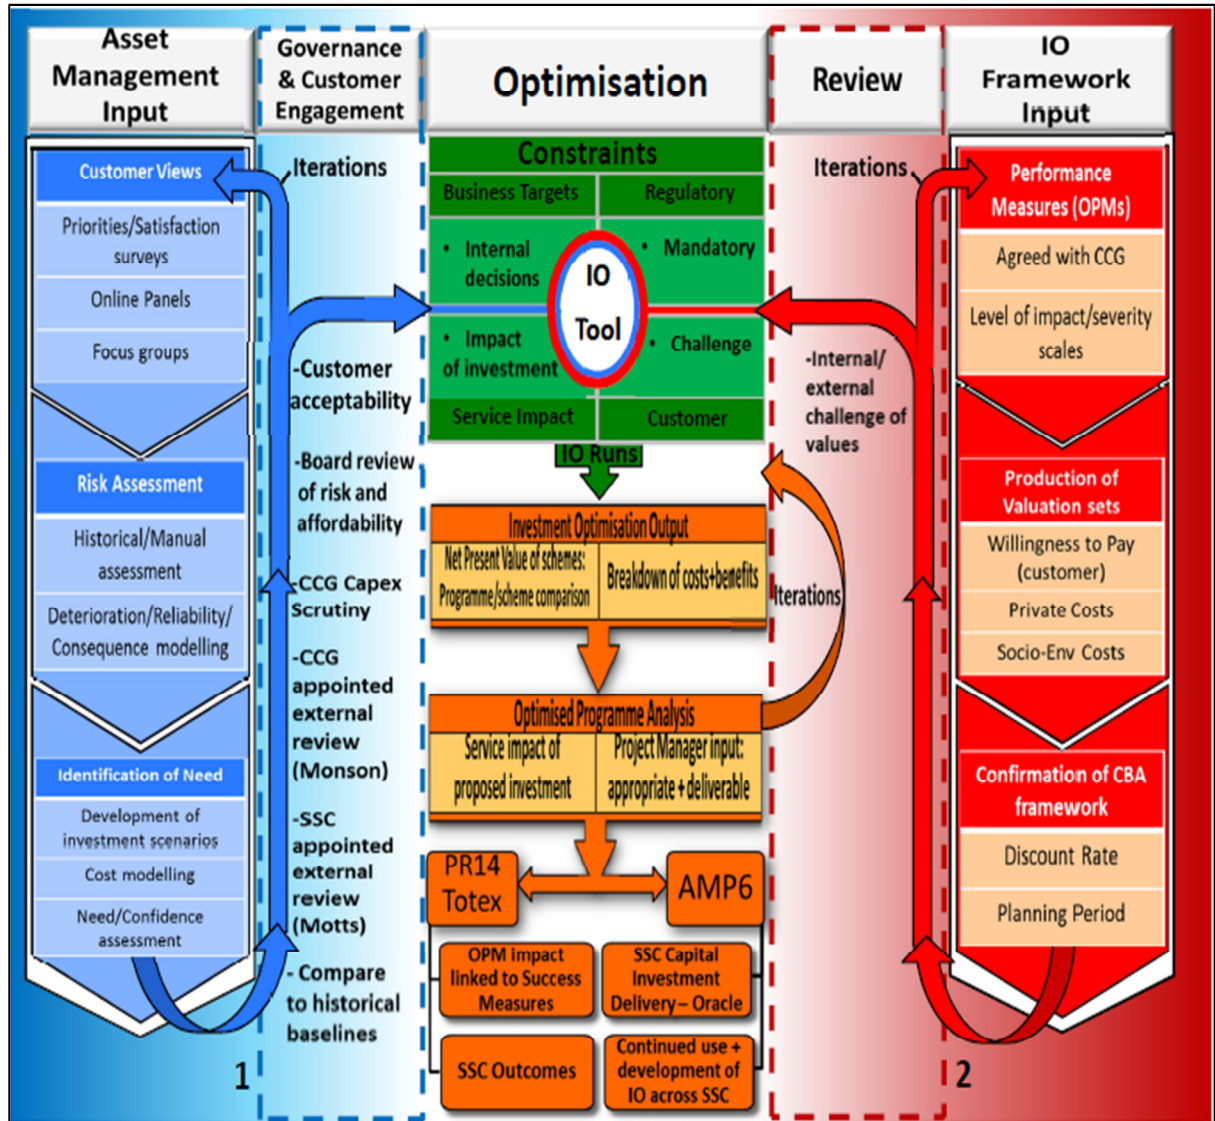 Asset
Management
Input
Governance
& Customer
Engagement
Optimisation
Review
IO
Framework
Input
Customer Views
Priorities/Satisfaction
surveys
Online Panels
Focus groups
Risk Assessment
Historical/Manual
assessment
Deterioration/Reliability/
Consequence modelling
Identification of Need
Development of
investment scenarios
Cost modelling
Need/Confidence
assessment
1
Iterations
-Customer
acceptability
-Board review
of risk and
affordability
-CCG Capex
Scrutiny
-CCG
appointed
external
review
(Monson)
-SSC
appointed
external
review
(Motts)
- Compare
to historical
baselines
Constraints
Business Targets
Regulatory
• Internal
decisions
• Mandatory
IO
Tool
• Impact
of investment
• Challenge
Service Impact
Customer
IO Runs
Investment Optimisation Output
Net Present Value of schemes:
Programme/scheme comparison
Breakdown of costs+benefits
Iterations
Optimised Programme Analysis
Service impact of
proposed investment
Project Manager input:
appropriate + deliverable
PR14
Totex
AMP6
OPM impact
linked to Success
Measures
SSC Capital
Investment
Delivery – Oracle
SSC Outcomes
Continued use +
development of
IO across SSC
Iterations
-Internal/
external
challenge of
values
2
Performance
Measures (OPMs)
Agreed with CCG
Level of impact/severity
scales
Production of
Valuation sets
Willingness to Pay
(customer)
Private Costs
Socio-Env Costs
Confirmation of CBA
framework
Discount Rate
Planning Period